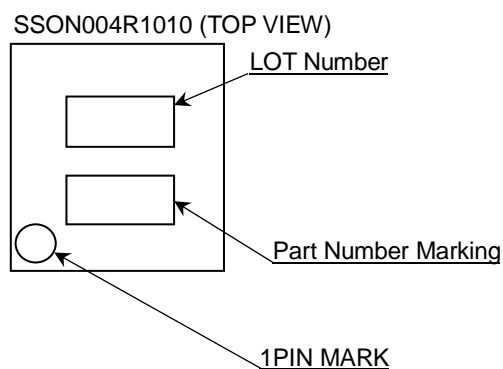 SSON004R1010 (TOP VIEW)
LOT Number
Part Number Marking
1PIN MARK